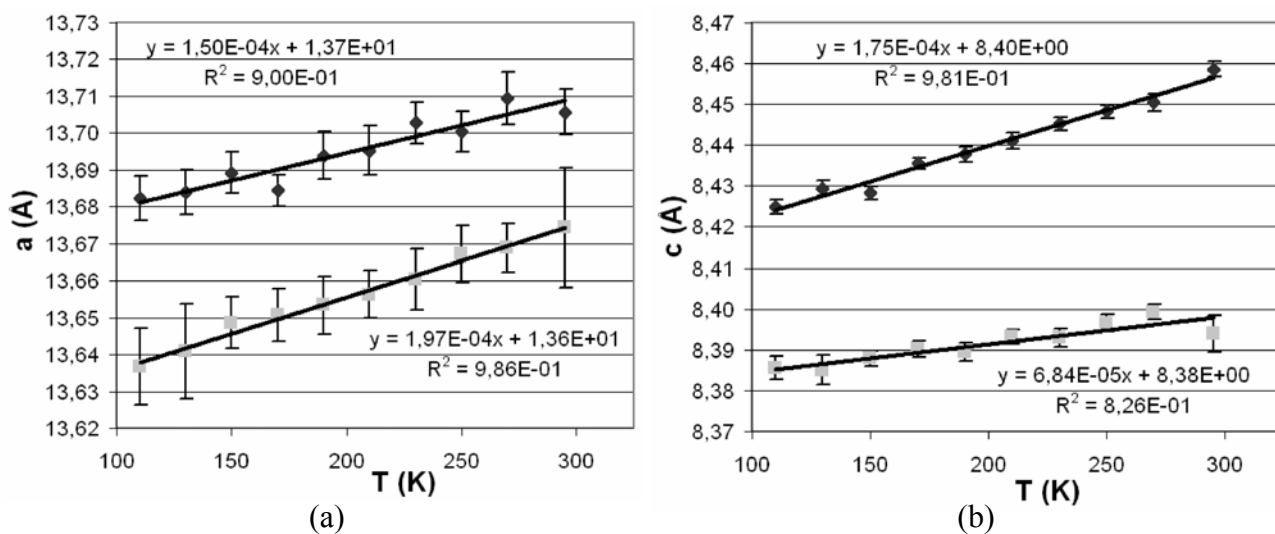 13,73
13,72
13,71
13,70
13,69
13,68
13,67
13,66
13,65
13,64
13,63
13,62
a (Å)
y = 1,50E-04x + 1,37E+01
R² = 9,00E-01
y = 1,97E-04x + 1,36E+01
R² = 9,86E-01
100 150 200 250 300
T (K)
(a)
8,47
8,46
8,45
8,44
8,43
8,42
8,41
8,40
8,39
8,38
8,37
c (Å)
y = 1,75E-04x + 8,40E+00
R² = 9,81E-01
y = 6,84E-05x + 8,38E+00
R² = 8,26E-01
100 150 200 250 300
T (K)
(b)